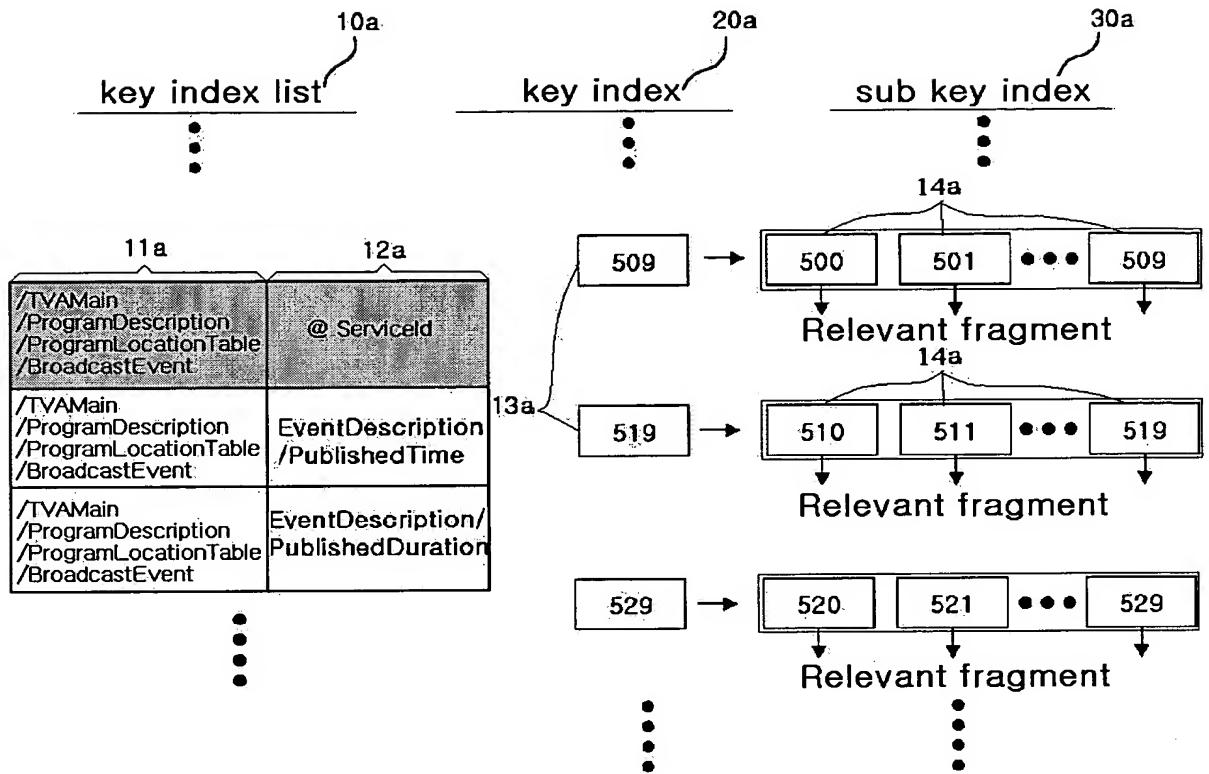 10a 20a 30a
key index list key index sub key index
14a
11a 12a
509 500 501 509
Relevant fragment
/TVAMain
/ProgramDescription
/ProgramLocationTable
/BroadcastEvent
@ ServiceId
14a
13a
519 510 511 519
Relevant fragment
/TVAMain
/ProgramDescription
/ProgramLocationTable
/BroadcastEvent
EventDescription
/PublishedTime
/TVAMain
/ProgramDescription
/ProgramLocationTable
/BroadcastEvent
EventDescription/
PublishedDuration
529 520 521 529
Relevant fragment